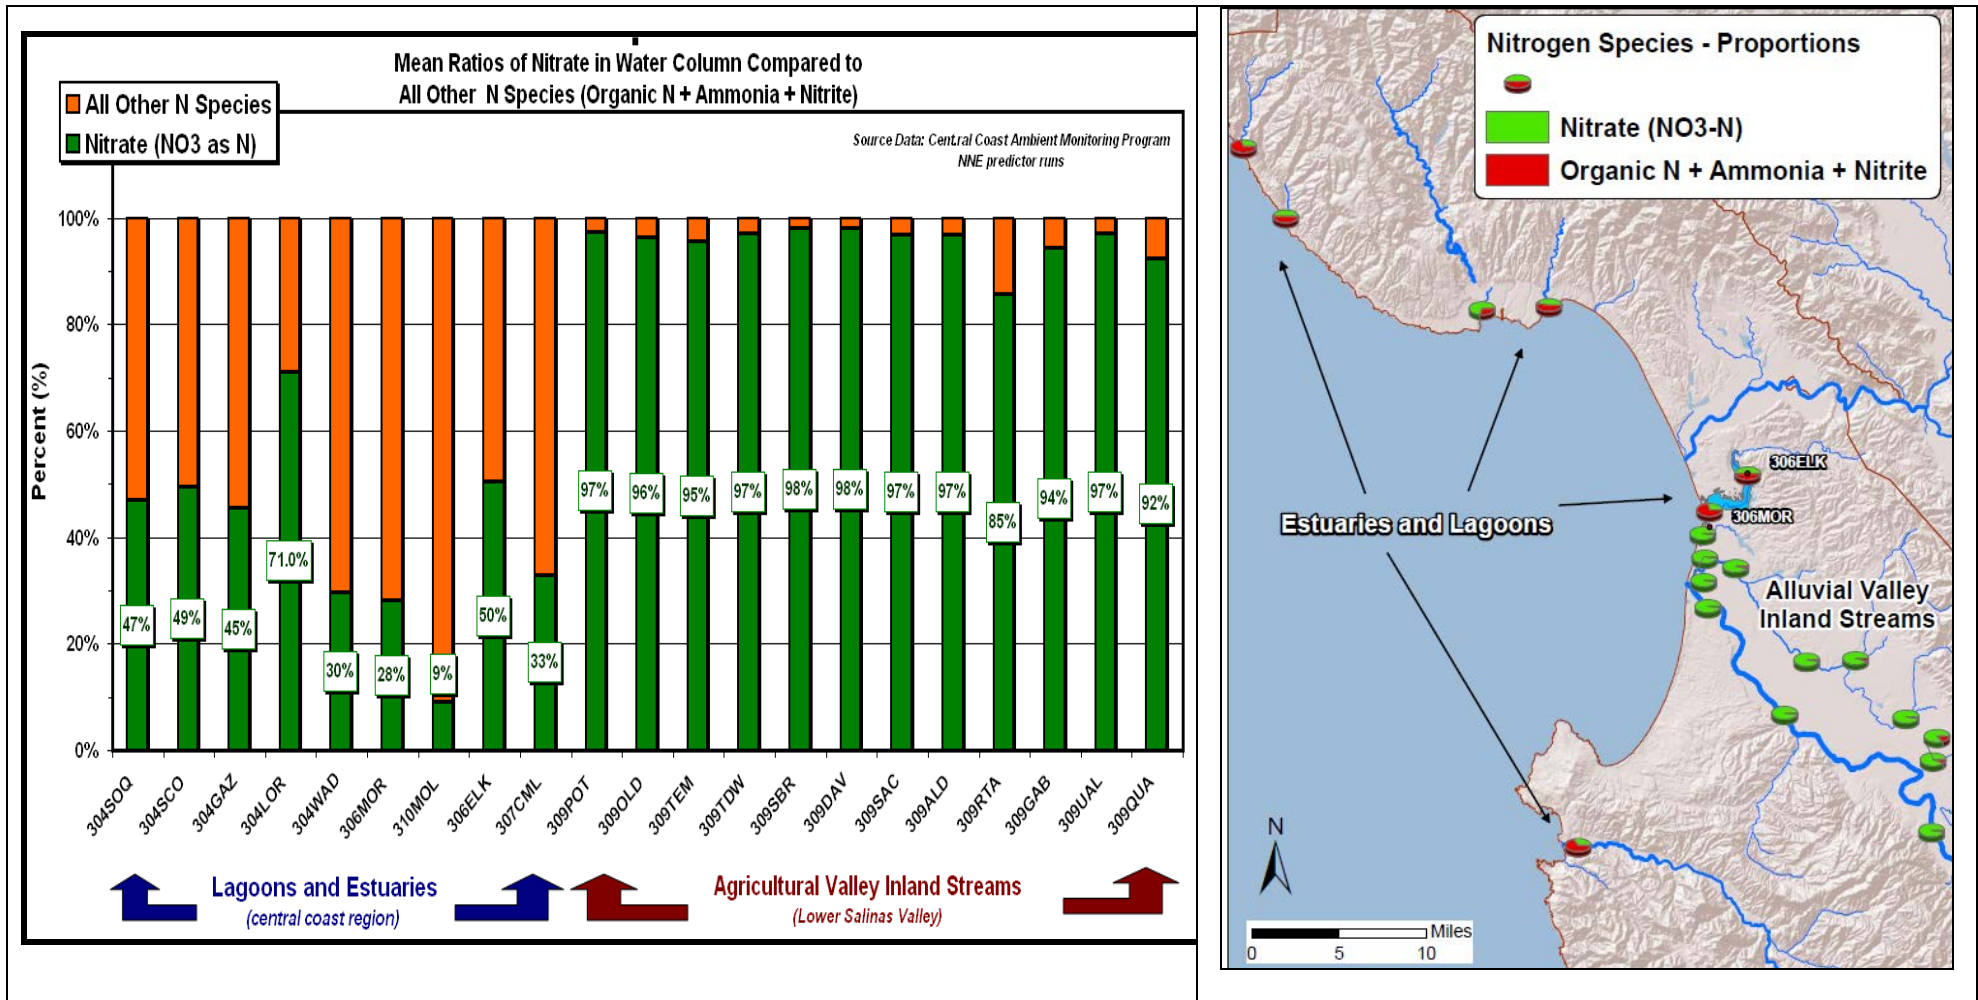 Mean Ratios of Nitrate in Water Column Compared to
All Other N Species (Organic N + Ammonia + Nitrite)
All Other N Species
Nitrate (NO3 as N)
Source Data: Central Coast Ambient Monitoring Program
NNE predictor runs
Percent (%)
100%
80%
60%
40%
20%
0%
47%
49%
45%
71.0%
30%
28%
9%
50%
33%
97%
96%
95%
97%
98%
98%
97%
97%
85%
94%
97%
92%
304SOQ
304SCO
304GAZ
304LOR
304WAD
306MOR
310MOL
306ELK
307CML
309POT
309OLD
309TEM
309TDW
309SBR
309DAV
309SAC
309ALD
309RTA
309GAB
309UAL
309QUA
Lagoons and Estuaries
(central coast region)
Agricultural Valley Inland Streams
(Lower Salinas Valley)
Nitrogen Species - Proportions
Nitrate (NO3-N)
Organic N + Ammonia + Nitrite
306ELK
306MOR
Estuaries and Lagoons
Alluvial Valley
Inland Streams
N
Miles
0 5 10